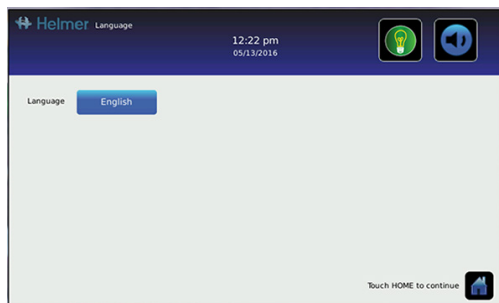 Helmer Language
12:22 pm
05/13/2016
Language English
Touch HOME to continue